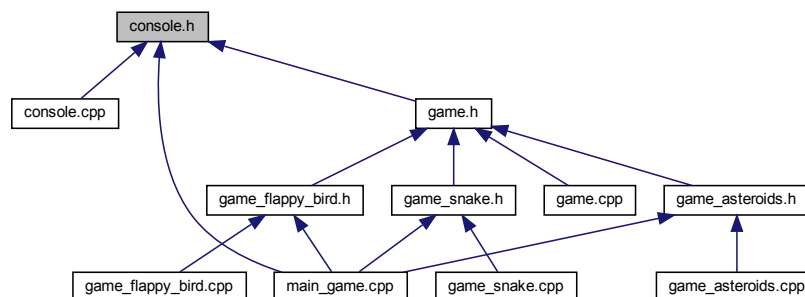 console.h
console.cpp
game.h
game_flappy_bird.h
game_snake.h
game.cpp
game_asteroids.h
game_flappy_bird.cpp
main_game.cpp
game_snake.cpp
game_asteroids.cpp